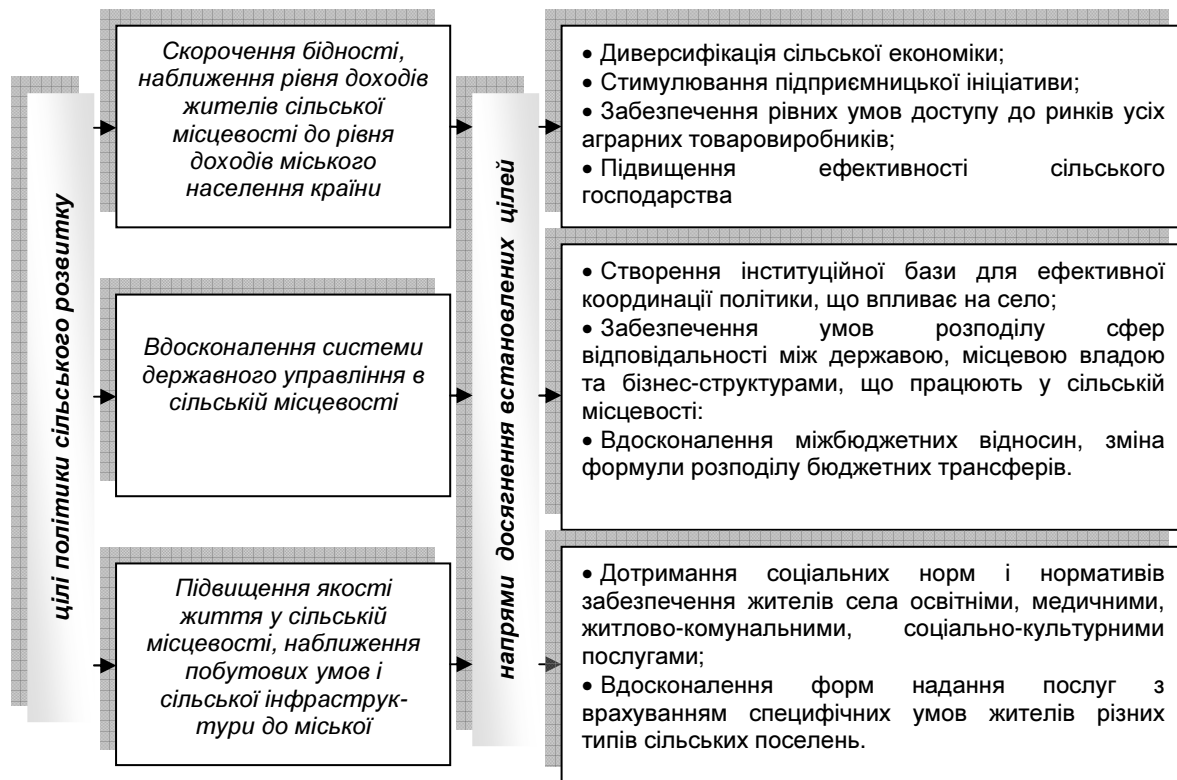 цілі політики сільського розвитку
Скорочення бідності,
наближення рівня доходів
жителів сільської
місцевості до рівня
доходів міського
населення країни
Вдосконалення системи
державного управління в
сільській місцевості
Підвищення якості
життя у сільській
місцевості, наближення
побутових умов і
сільської інфраструк-
тури до міської
напрями досягнення встановлених цілей
• Диверсифікація сільської економіки;
• Стимулювання підприємницької ініціативи;
• Забезпечення рівних умов доступу до ринків усіх
аграрних товаровиробників;
• Підвищення ефективності сільського
господарства
• Створення інституційної бази для ефективної
координації політики, що впливає на село;
• Забезпечення умов розподілу сфер
відповідальності між державою, місцевою владою
та бізнес-структурами, що працюють у сільській
місцевості:
• Вдосконалення міжбюджетних відносин, зміна
формули розподілу бюджетних трансферів.
• Дотримання соціальних норм і нормативів
забезпечення жителів села освітніми, медичними,
житлово-комунальними, соціально-культурними
послугами;
• Вдосконалення форм надання послуг з
врахуванням специфічних умов жителів різних
типів сільських поселень.